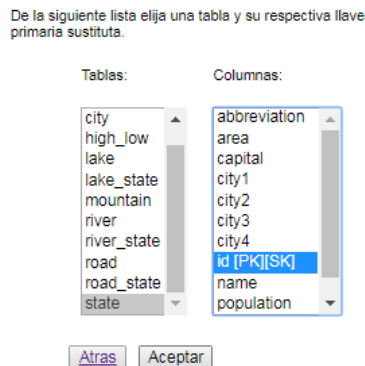 De la siguiente lista elija una tabla y su respectiva llave
primaria sustituta.
Tablas: Columnas:
city
high_low
lake
lake_state
mountain
river
river_state
road
road_state
state
abbreviation
area
capital
city1
city2
city3
city4
id [PK][SK]
name
population
Atras Aceptar